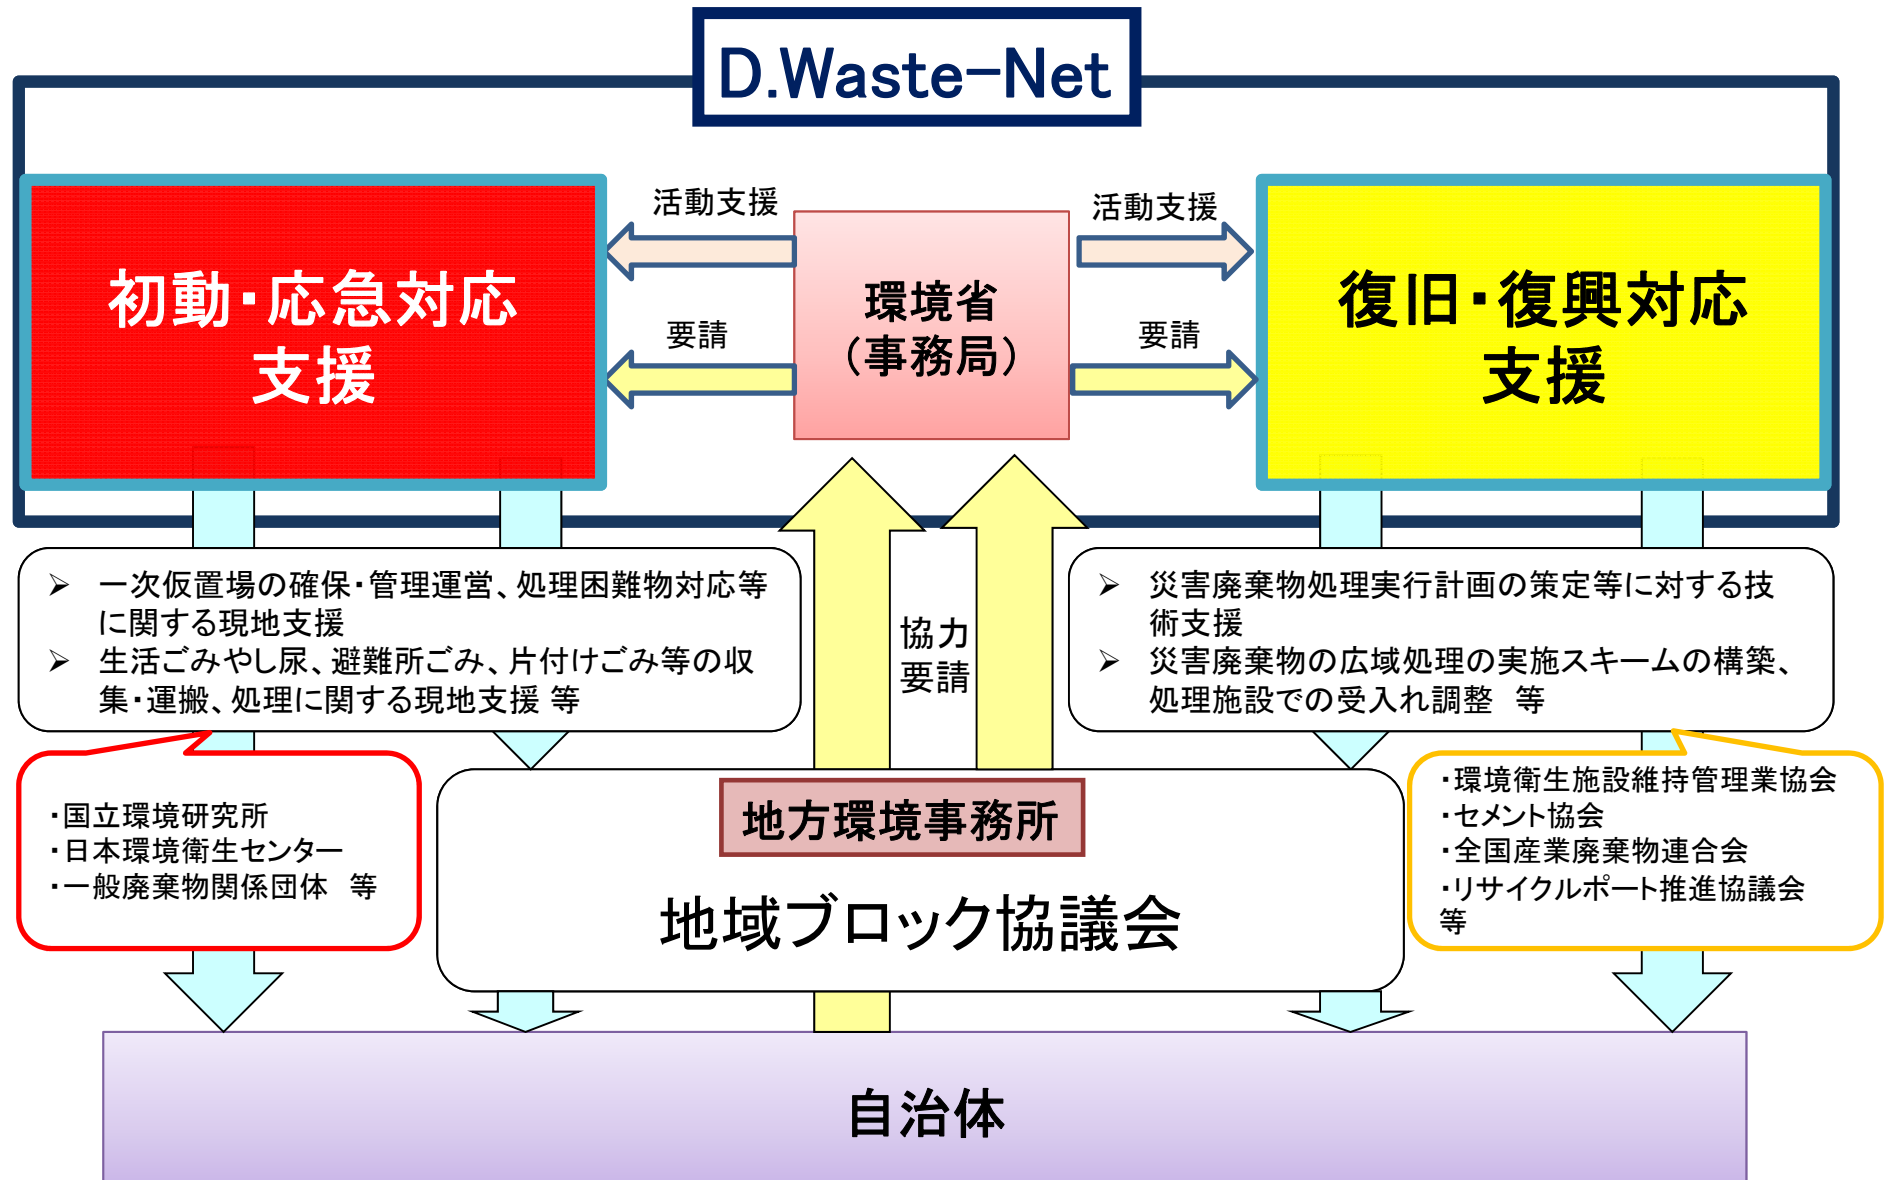 D.Waste-Net
活動支援
活動支援
初動・応急対応
支援
環境省
（事務局）
復旧・復興対応
支援
要請
要請
➢ 一次仮置場の確保・管理運営、処理困難物対応等
に関する現地支援
➢ 生活ごみやし尿、避難所ごみ、片付けごみ等の収
集・運搬、処理に関する現地支援 等
協力
要請
➢ 災害廃棄物処理実行計画の策定等に対する技
術支援
➢ 災害廃棄物の広域処理の実施スキームの構築、
処理施設での受入れ調整　等
・国立環境研究所
・日本環境衛生センター
・一般廃棄物関係団体　等
地方環境事務所
地域ブロック協議会
・環境衛生施設維持管理業協会
・セメント協会
・全国産業廃棄物連合会
・リサイクルポート推進協議会
等
自治体